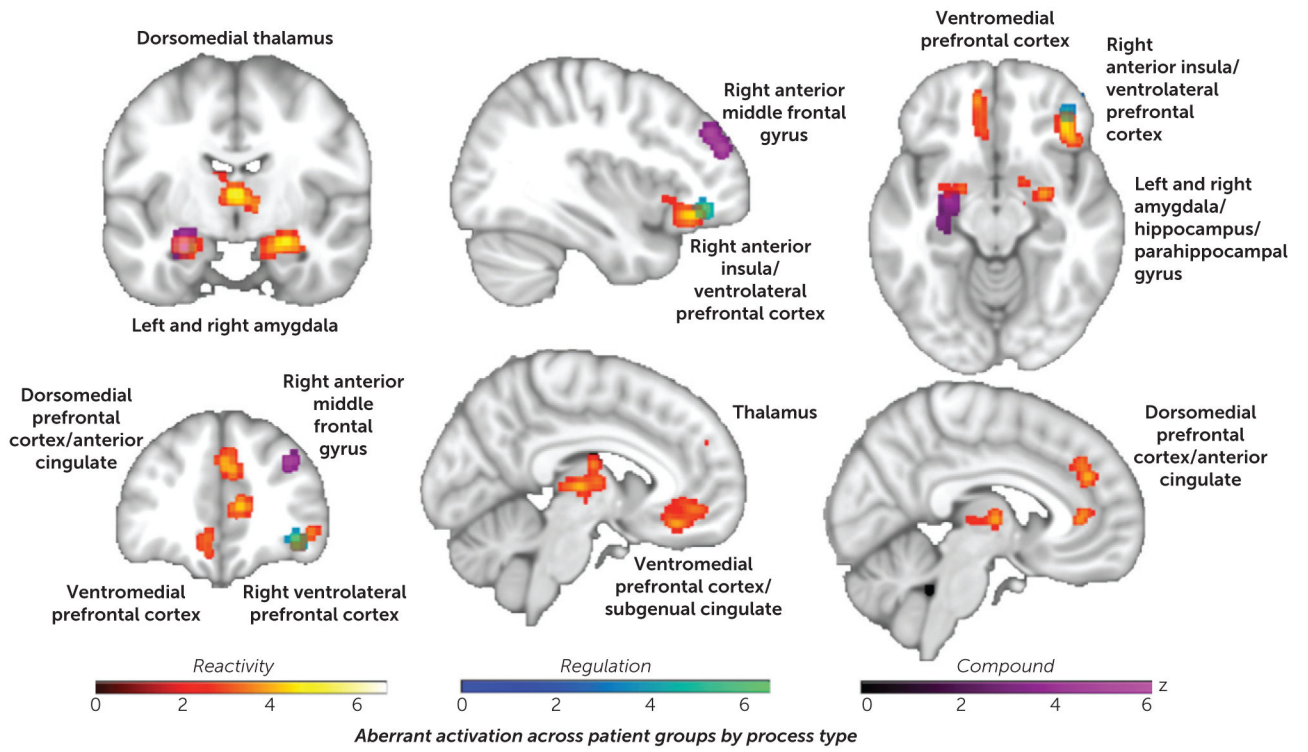 Dorsomedial thalamus
Left and right amygdala
Right anterior
middle frontal
gyrus
Right anterior
insula/
ventrolateral
prefrontal cortex
Ventromedial
prefrontal cortex
Right
anterior insula/
ventrolateral
prefrontal
cortex
Left and right
amygdala/
hippocampus/
parahippocampal
gyrus
Dorsomedial
prefrontal
cortex/anterior
cingulate
Right anterior
middle
frontal
gyrus
Ventromedial
prefrontal cortex
Right ventrolateral
prefrontal cortex
Thalamus
Ventromedial
prefrontal cortex/
subgenual cingulate
Dorsomedial
prefrontal
cortex/anterior
cingulate
Reactivity
0 2 4 6
Regulation
0 2 4 6
Compound
0 2 4 6 z
Aberrant activation across patient groups by process type